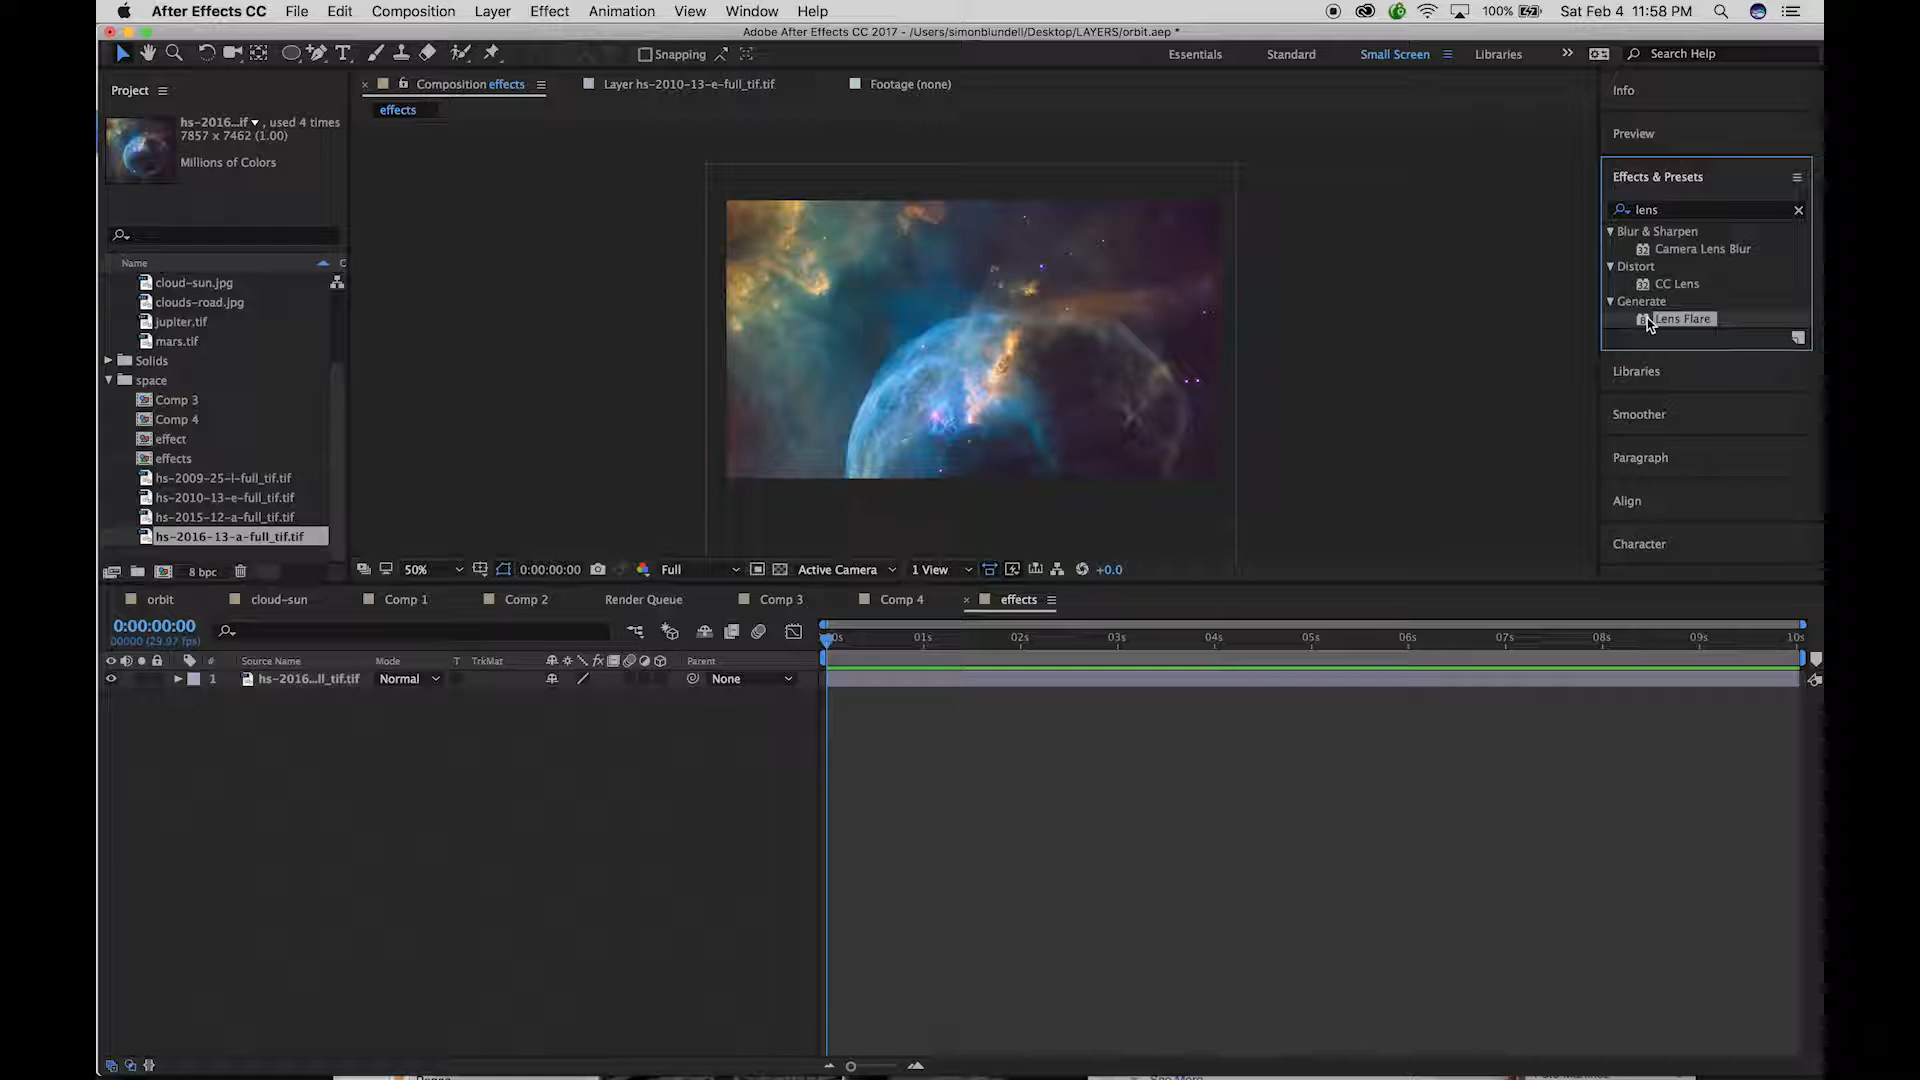 After Effects CC File Edit Composition Layer Effect Animation View Window Help 100% Sat Feb 4 11:58 PM
Adobe After Effects CC 2017 - /Users/simonblundell/Desktop/LAYERS/orbit.aep *
T Snapping Essentials Standard Small Screen Libraries Search Help
Project
hs-2016...if , used 4 times
7857 x 7462 (1.00)
Millions of Colors
Name
cloud-sun.jpg
clouds-road.jpg
jupiter.tif
mars.tif
Solids
space
Comp 3
Comp 4
effect
effects
hs-2009-25-l-full_tif.tif
hs-2010-13-e-full_tif.tif
hs-2015-12-a-full_tif.tif
hs-2016-13-a-full_tif.tif
8 bpc
Composition effects Layer hs-2010-13-e-full_tif.tif Footage (none)
effects
50% 0:00:00:00 Full Active Camera 1 View +0.0
Info
Preview
Effects & Presets
lens
Blur & Sharpen
32 Camera Lens Blur
Distort
32 CC Lens
Generate
Lens Flare
Libraries
Smoother
Paragraph
Align
Character
orbit cloud-sun Comp 1 Comp 2 Render Queue Comp 3 Comp 4 effects
0:00:00:00
00000 (29.97 fps)
01s 02s 03s 04s 05s 06s 07s 08s 09s 10s
# Source Name Mode T TrkMat fx Parent
1 hs-2016...ll_tif.tif Normal None